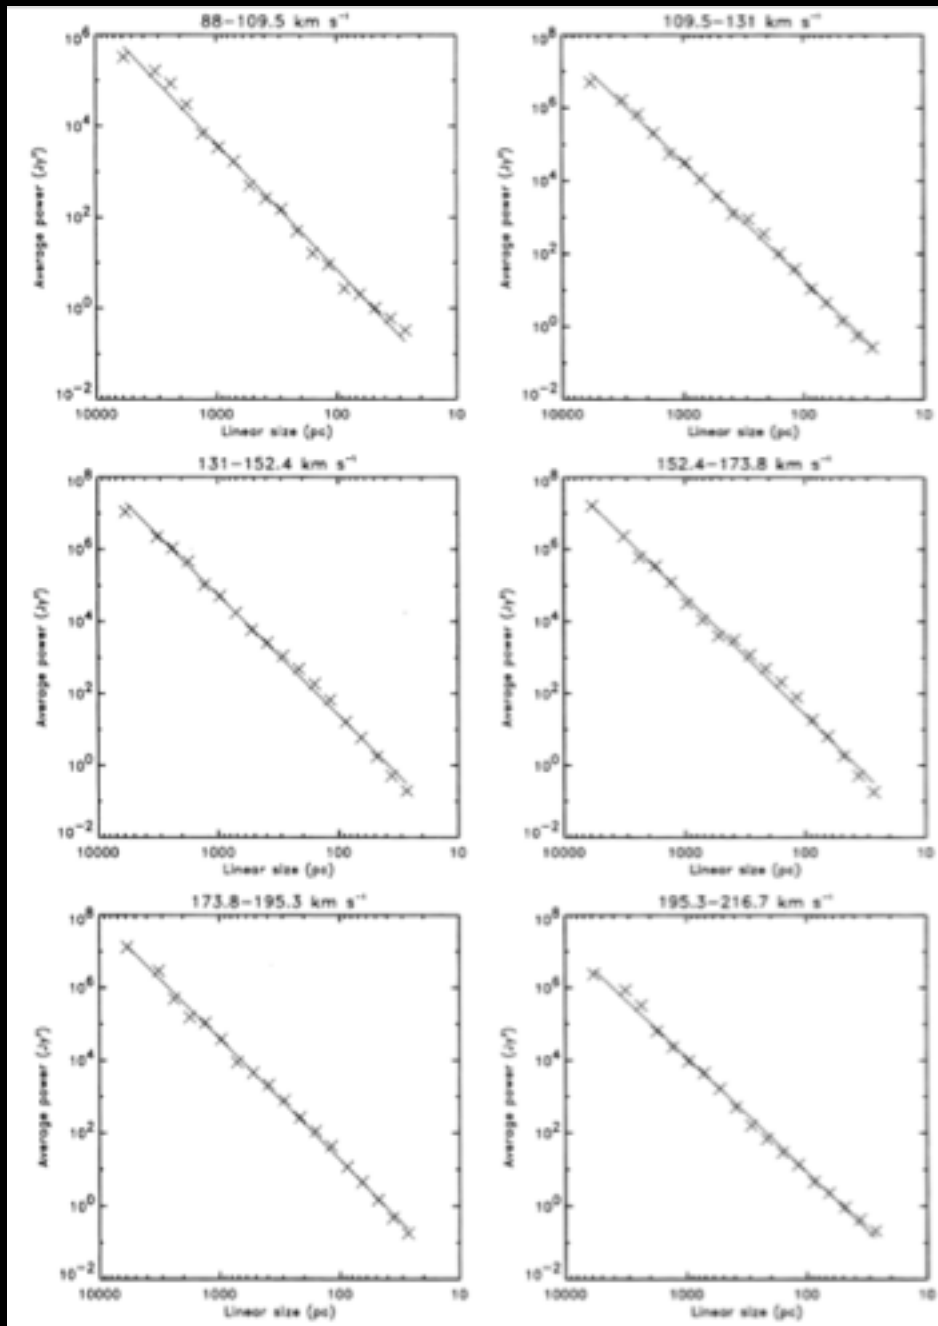 88−109.5 km s⁻¹
10⁶
10⁴
10²
10⁰
10⁻²
Average power (Jy²)
10000 1000 100 10
Linear size (pc)
109.5−131 km s⁻¹
10⁸
10⁶
10⁴
10²
10⁰
10⁻²
Average power (Jy²)
10000 1000 100 10
Linear size (pc)
131−152.4 km s⁻¹
10⁸
10⁶
10⁴
10²
10⁰
10⁻²
Average power (Jy²)
10000 1000 100 10
Linear size (pc)
152.4−173.8 km s⁻¹
10⁸
10⁶
10⁴
10²
10⁰
10⁻²
Average power (Jy²)
10000 1000 100 10
Linear size (pc)
173.8−195.3 km s⁻¹
10⁸
10⁶
10⁴
10²
10⁰
10⁻²
Average power (Jy²)
10000 1000 100 10
Linear size (pc)
195.3−216.7 km s⁻¹
10⁸
10⁶
10⁴
10²
10⁰
10⁻²
Average power (Jy²)
10000 1000 100 10
Linear size (pc)